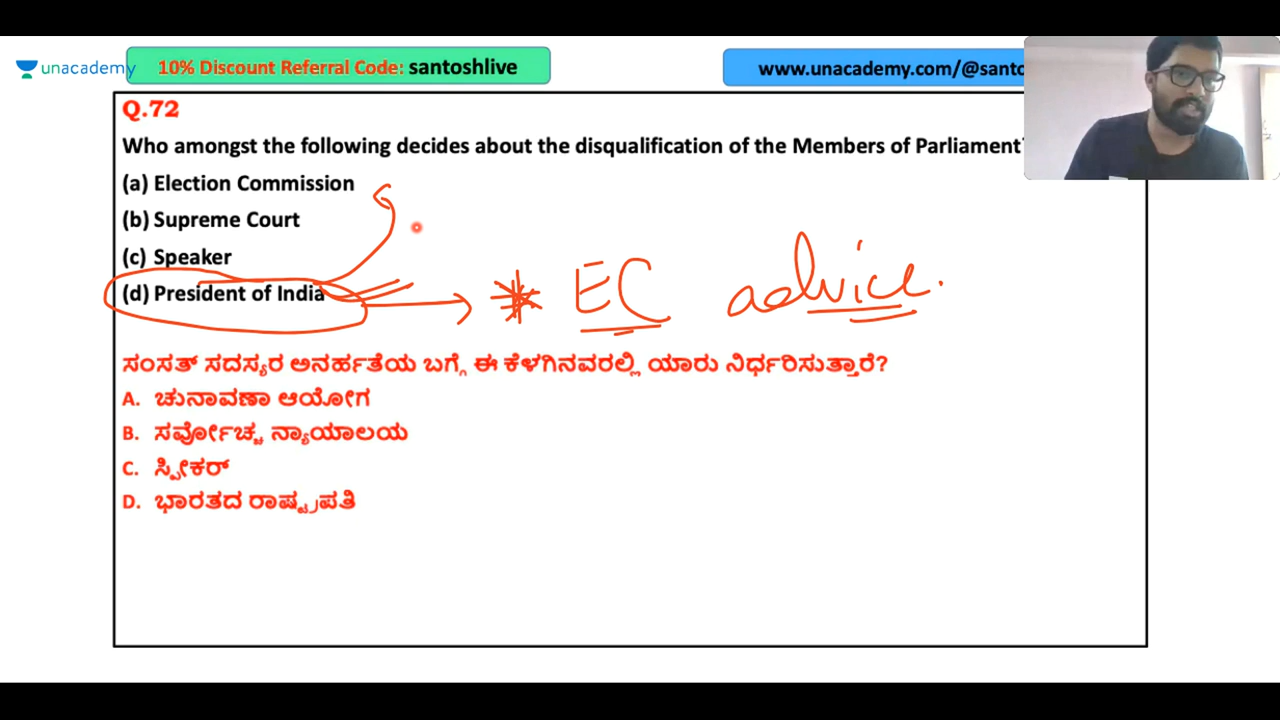 unacademy
10% Discount Referral Code: santoshlive
www.unacademy.com/@santo
Q.72
Who amongst the following decides about the disqualification of the Members of Parliament?
(a) Election Commission
(b) Supreme Court
(c) Speaker
(d) President of India
* EC advice.
ಸಂಸತ್ ಸದಸ್ಯರ ಅನರ್ಹತೆಯ ಬಗ್ಗೆ ಈ ಕೆಳಗಿನವರಲ್ಲಿ ಯಾರು ನಿರ್ಧರಿಸುತ್ತಾರೆ?
A. ಚುನಾವಣಾ ಆಯೋಗ
B. ಸರ್ವೋಚ್ಚ ನ್ಯಾಯಾಲಯ
C. ಸ್ಪೀಕರ್
D. ಭಾರತದ ರಾಷ್ಟ್ರಪತಿ